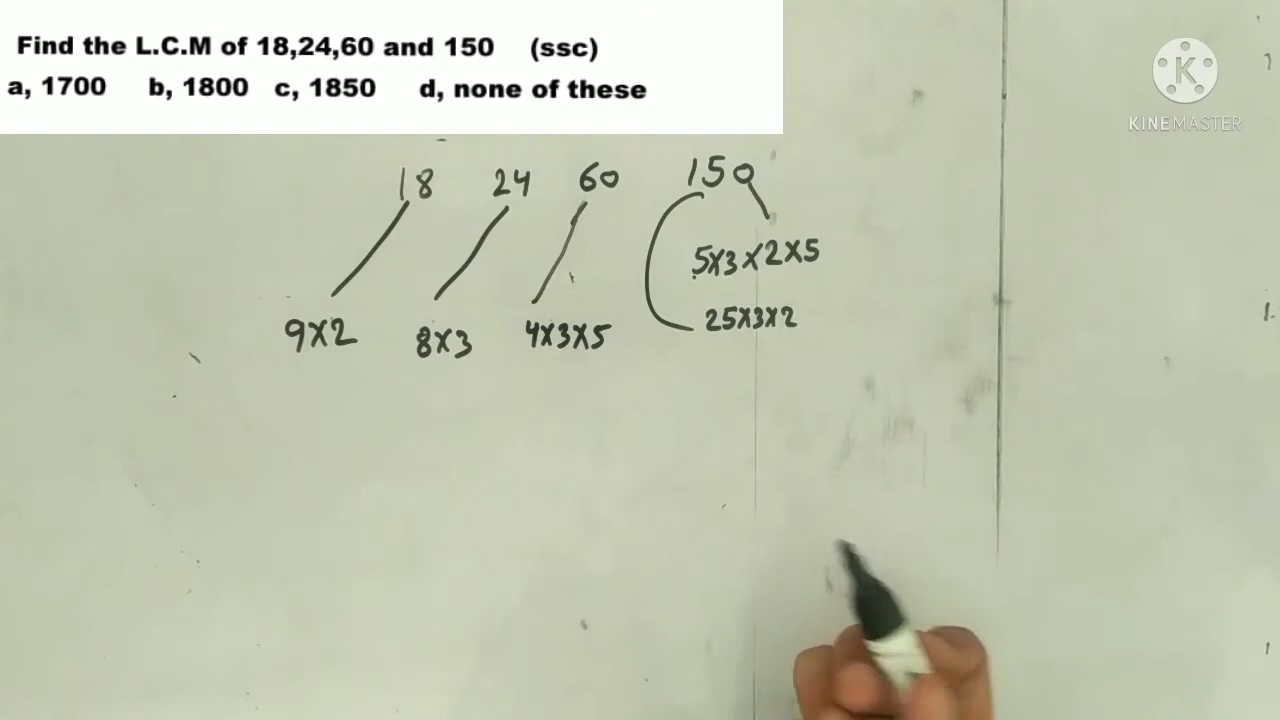 Find the L.C.M of 18,24,60 and 150 (ssc)
a, 1700 b, 1800 c, 1850 d, none of these
KINEMASTER
18 24 60 150
5X3X2X5
9X2 8X3 4X3X5 25X3X2